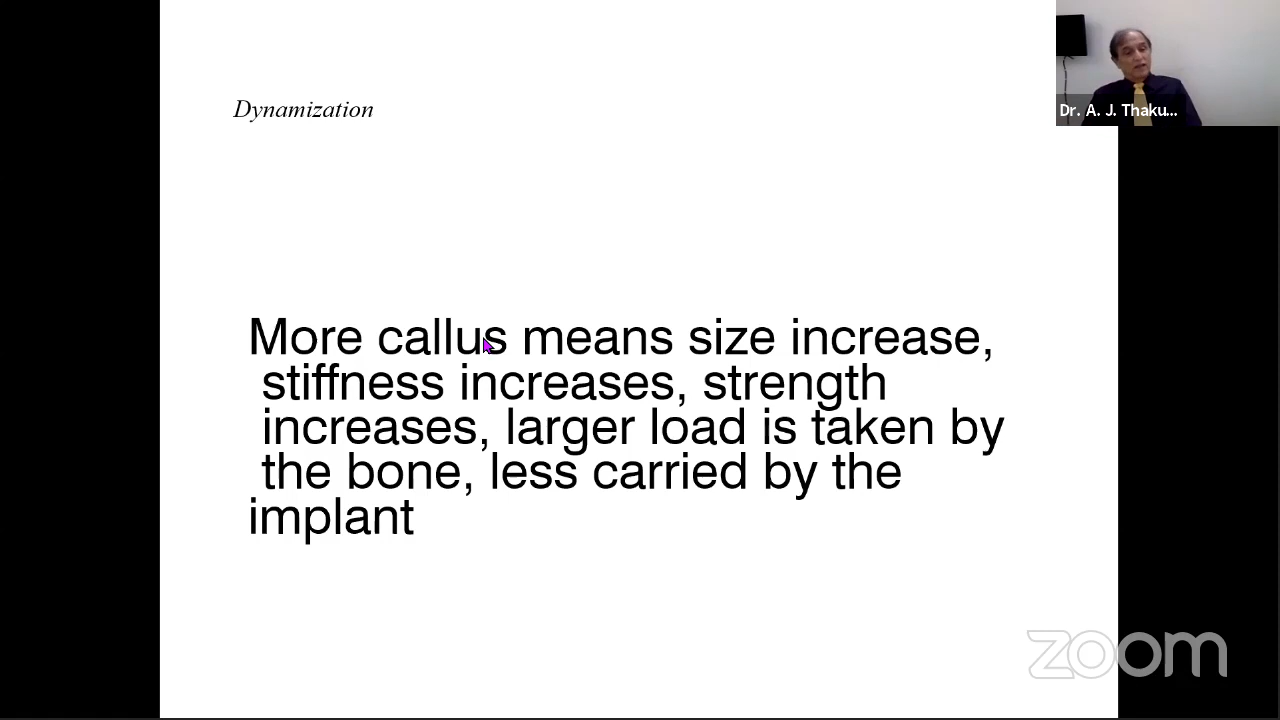 Dynamization
Dr. A. J. Thaku...
More callus means size increase,
stiffness increases, strength
increases, larger load is taken by
the bone, less carried by the
implant
zoom